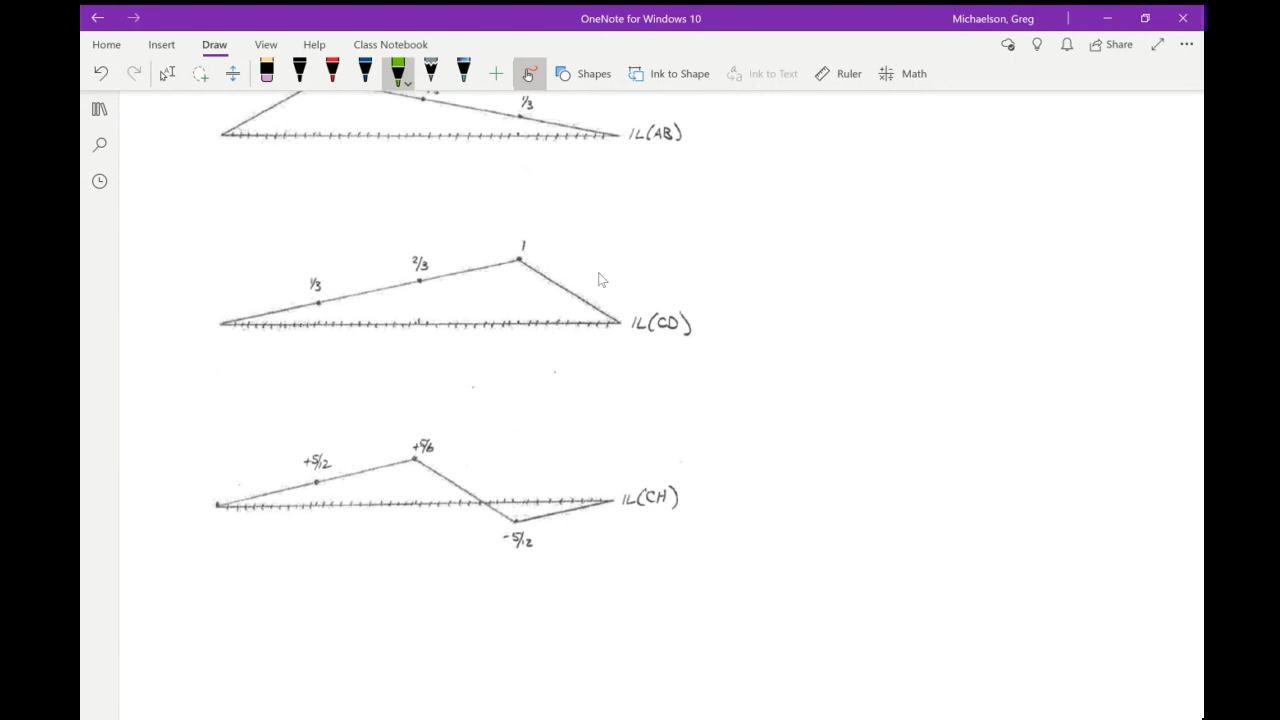 OneNote for Windows 10
Michaelson, Greg
Home Insert Draw View Help Class Notebook
Share
Shapes Ink to Shape Ink to Text Ruler Math
1/3
IL(AB)
1/3
2/3
1
IL(CD)
+5/12
+5/6
-5/12
IL(CH)